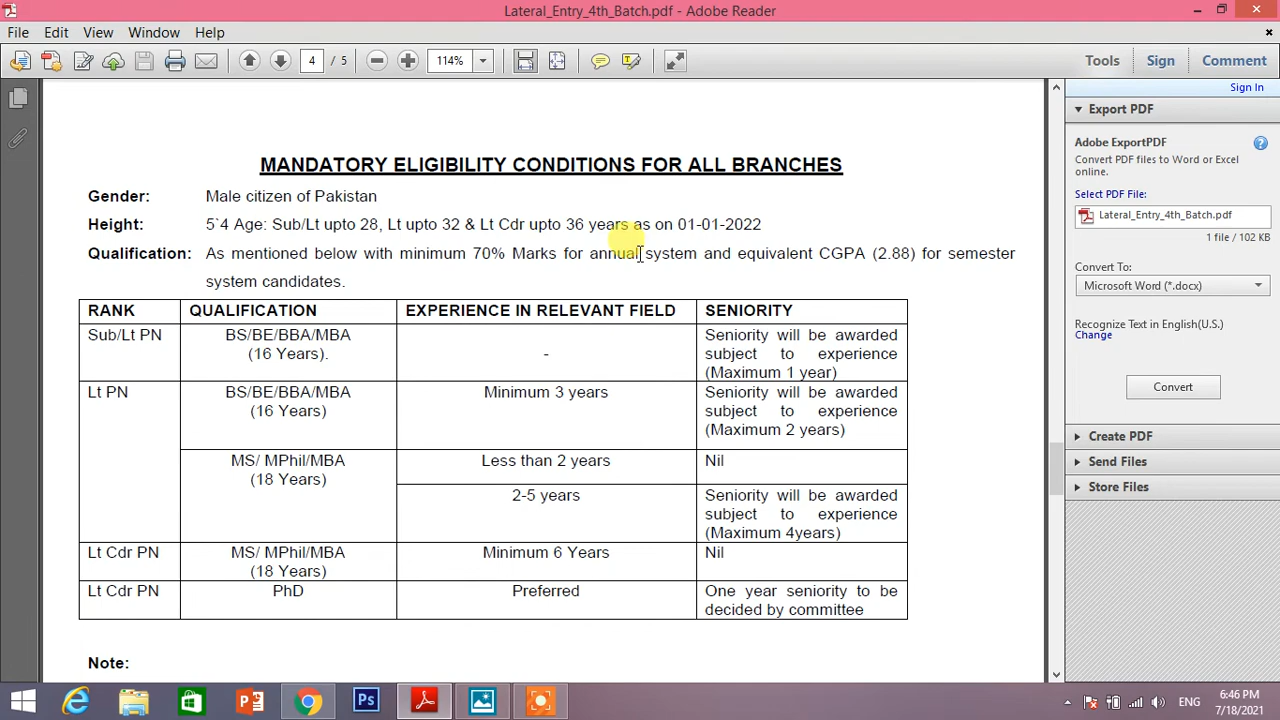 Lateral_Entry_4th_Batch.pdf - Adobe Reader
File Edit View Window Help
4 / 5 114% Tools Sign Comment
Sign In
MANDATORY ELIGIBILITY CONDITIONS FOR ALL BRANCHES
Gender: Male citizen of Pakistan
Height: 5`4 Age: Sub/Lt upto 28, Lt upto 32 & Lt Cdr upto 36 years as on 01-01-2022
Qualification: As mentioned below with minimum 70% Marks for annual system and equivalent CGPA (2.88) for semester
system candidates.
RANK QUALIFICATION EXPERIENCE IN RELEVANT FIELD SENIORITY
Sub/Lt PN BS/BE/BBA/MBA Seniority will be awarded
(16 Years). - subject to experience
(Maximum 1 year)
Lt PN BS/BE/BBA/MBA Minimum 3 years Seniority will be awarded
(16 Years) subject to experience
(Maximum 2 years)
MS/ MPhil/MBA Less than 2 years Nil
(18 Years)
2-5 years Seniority will be awarded
subject to experience
(Maximum 4years)
Lt Cdr PN MS/ MPhil/MBA Minimum 6 Years Nil
(18 Years)
Lt Cdr PN PhD Preferred One year seniority to be
decided by committee
Note:
Export PDF
Adobe ExportPDF
Convert PDF files to Word or Excel
online.
Select PDF File:
Lateral_Entry_4th_Batch.pdf
1 file / 102 KB
Convert To:
Microsoft Word (*.docx)
Recognize Text in English(U.S.)
Change
Convert
Create PDF
Send Files
Store Files
Ps ENG 6:46 PM
7/18/2021